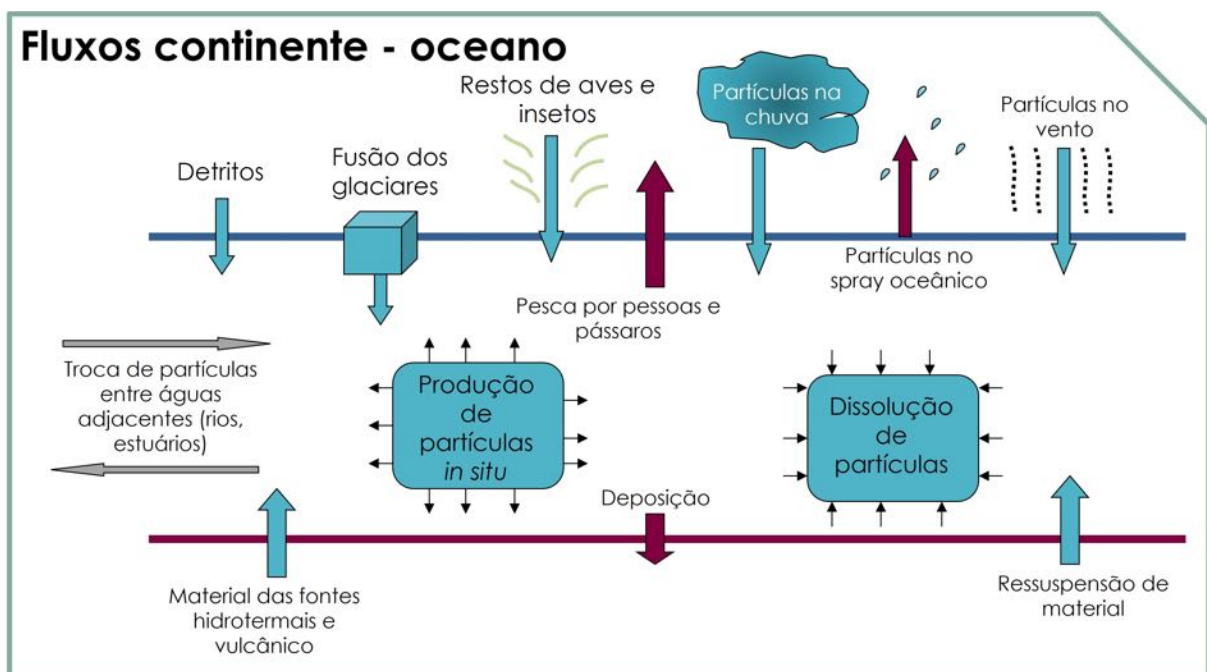 Fluxos continente - oceano
Restos de aves e
insetos
Partículas na
chuva
Partículas no
vento
Fusão dos
glaciares
Detritos
Partículas no
spray oceânico
Pesca por pessoas e
pássaros
Troca de partículas
entre águas
adjacentes (rios,
estuários)
Produção
de
partículas
in situ
Dissolução
de
partículas
Deposição
Material das fontes
hidrotermais e
vulcânico
Ressuspensão de
material